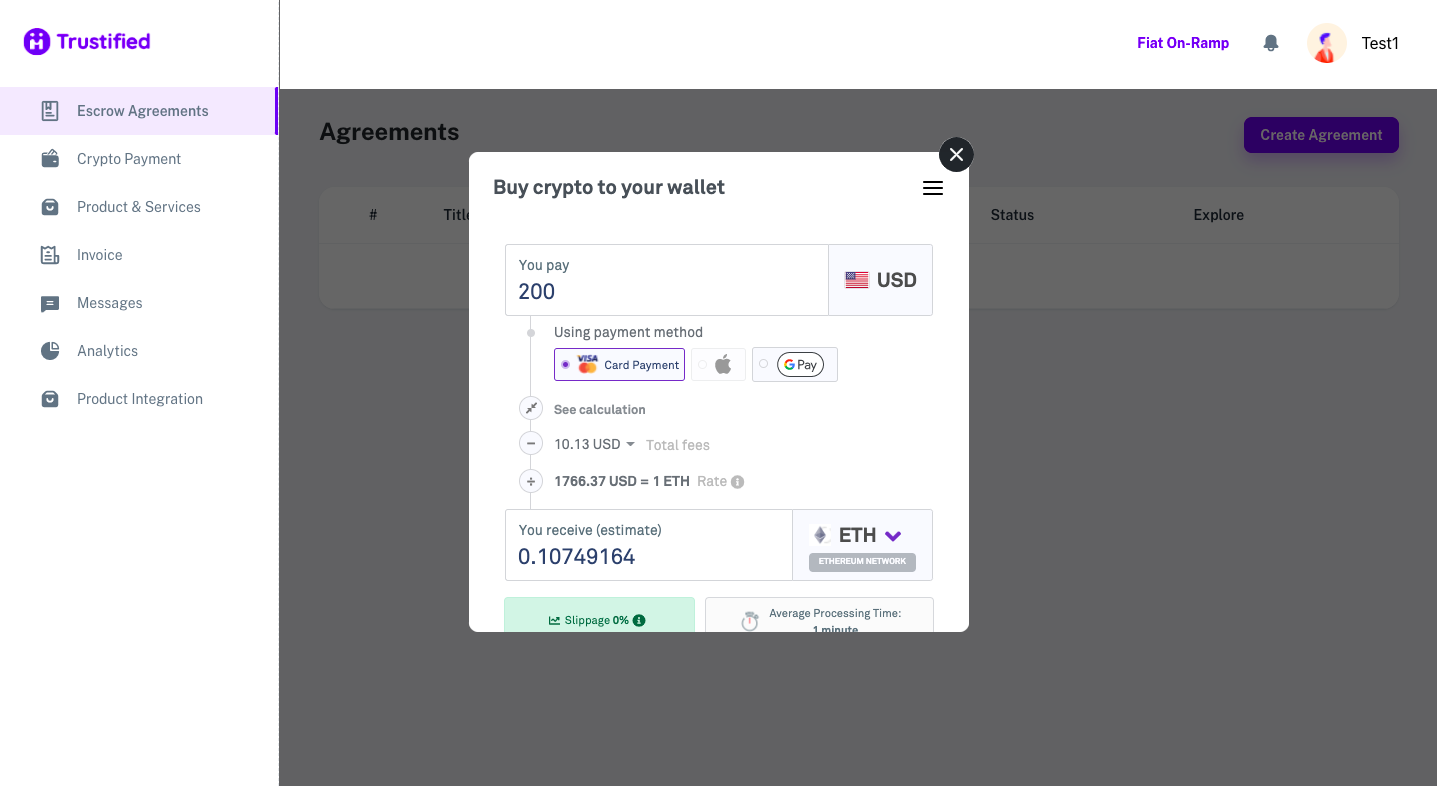 Trustified
Fiat On-Ramp
Test1
Escrow Agreements
Crypto Payment
Product & Services
Invoice
Messages
Analytics
Product Integration
Agreements
Create Agreement
# Title Status Explore
Buy crypto to your wallet
You pay
200
USD
Using payment method
VISA Card Payment
G Pay
See calculation
10.13 USD Total fees
1766.37 USD = 1 ETH Rate
You receive (estimate)
0.10749164
ETH
ETHEREUM NETWORK
Slippage 0%
Average Processing Time:
1 minute